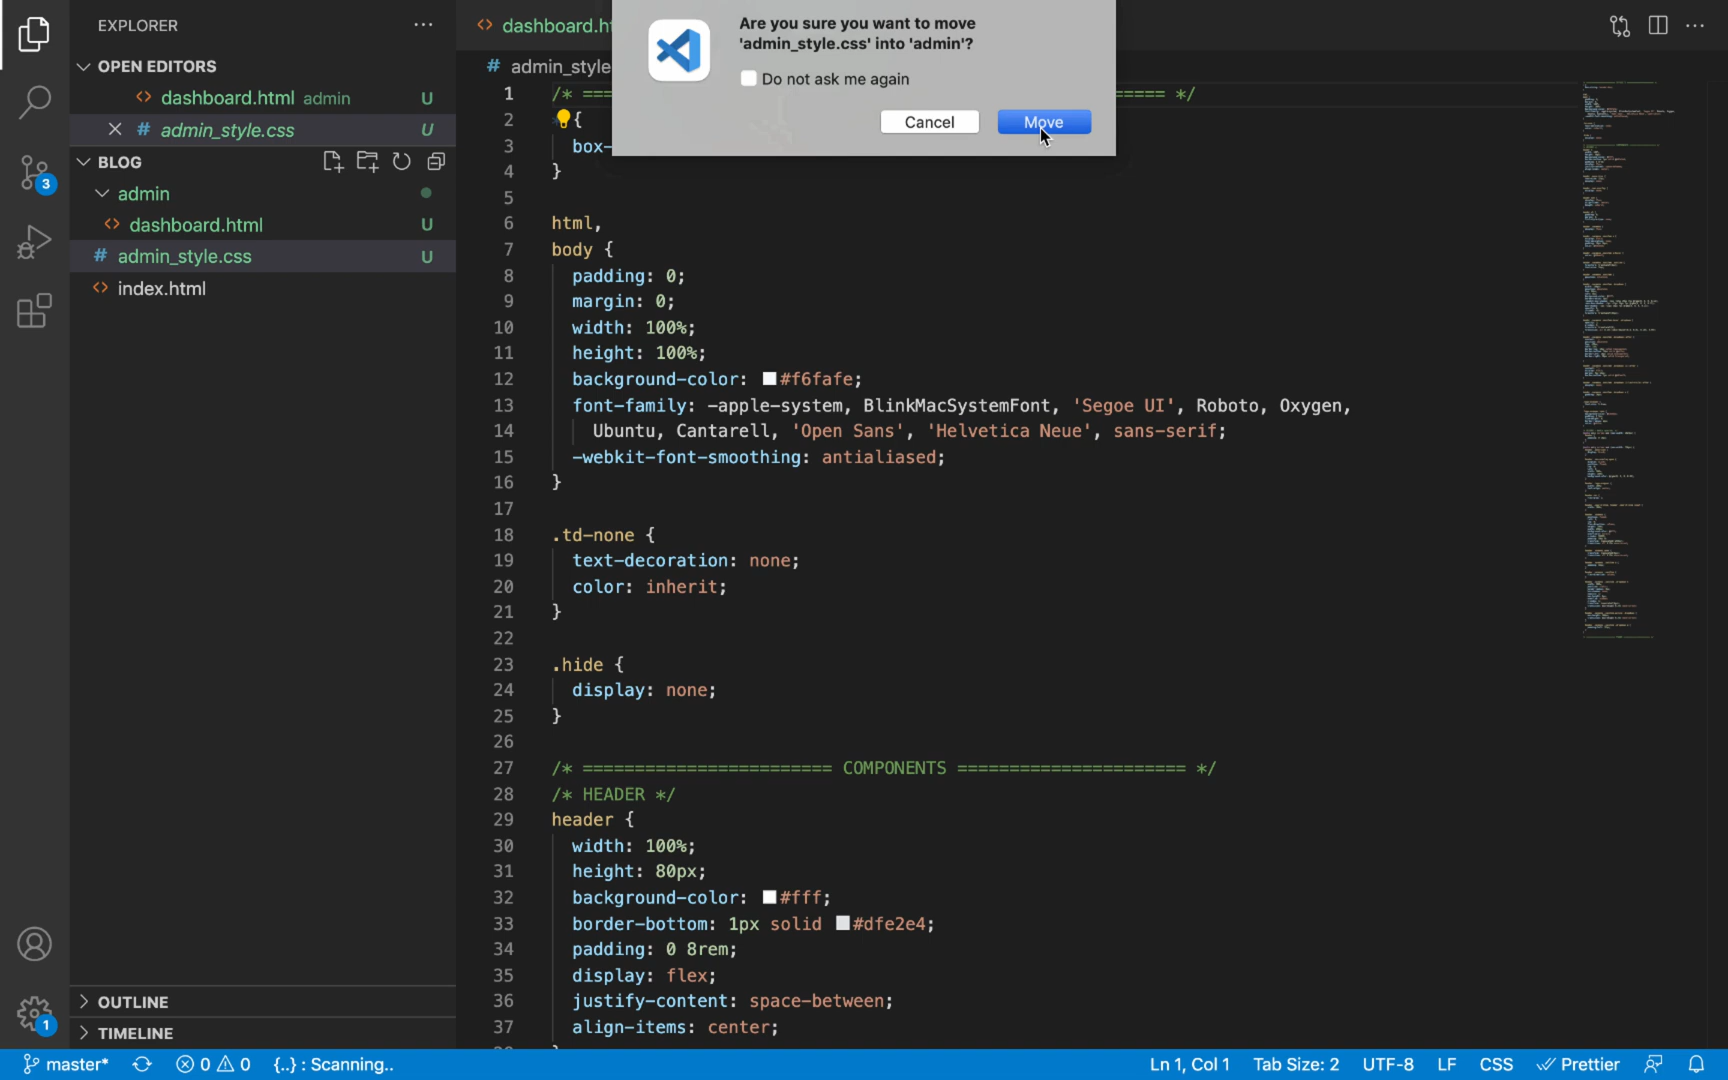 EXPLORER
OPEN EDITORS
dashboard.html admin U
admin_style.css U
BLOG
admin
dashboard.html U
admin_style.css U
index.html
OUTLINE
TIMELINE
3
1
dashboard.h
# admin_style
Are you sure you want to move
'admin_style.css' into 'admin'?
Do not ask me again
Cancel
Move
1 /* === ===== */
2 {
3 box-
4 }
5
6 html,
7 body {
8 padding: 0;
9 margin: 0;
10 width: 100%;
11 height: 100%;
12 background-color: #f6fafe;
13 font-family: -apple-system, BlinkMacSystemFont, 'Segoe UI', Roboto, Oxygen,
14 Ubuntu, Cantarell, 'Open Sans', 'Helvetica Neue', sans-serif;
15 -webkit-font-smoothing: antialiased;
16 }
17
18 .td-none {
19 text-decoration: none;
20 color: inherit;
21 }
22
23 .hide {
24 display: none;
25 }
26
27 /* ======================== COMPONENTS ====================== */
28 /* HEADER */
29 header {
30 width: 100%;
31 height: 80px;
32 background-color: #fff;
33 border-bottom: 1px solid #dfe2e4;
34 padding: 0 8rem;
35 display: flex;
36 justify-content: space-between;
37 align-items: center;
master* 0 0 {..} : Scanning.. Ln 1, Col 1 Tab Size: 2 UTF-8 LF CSS Prettier